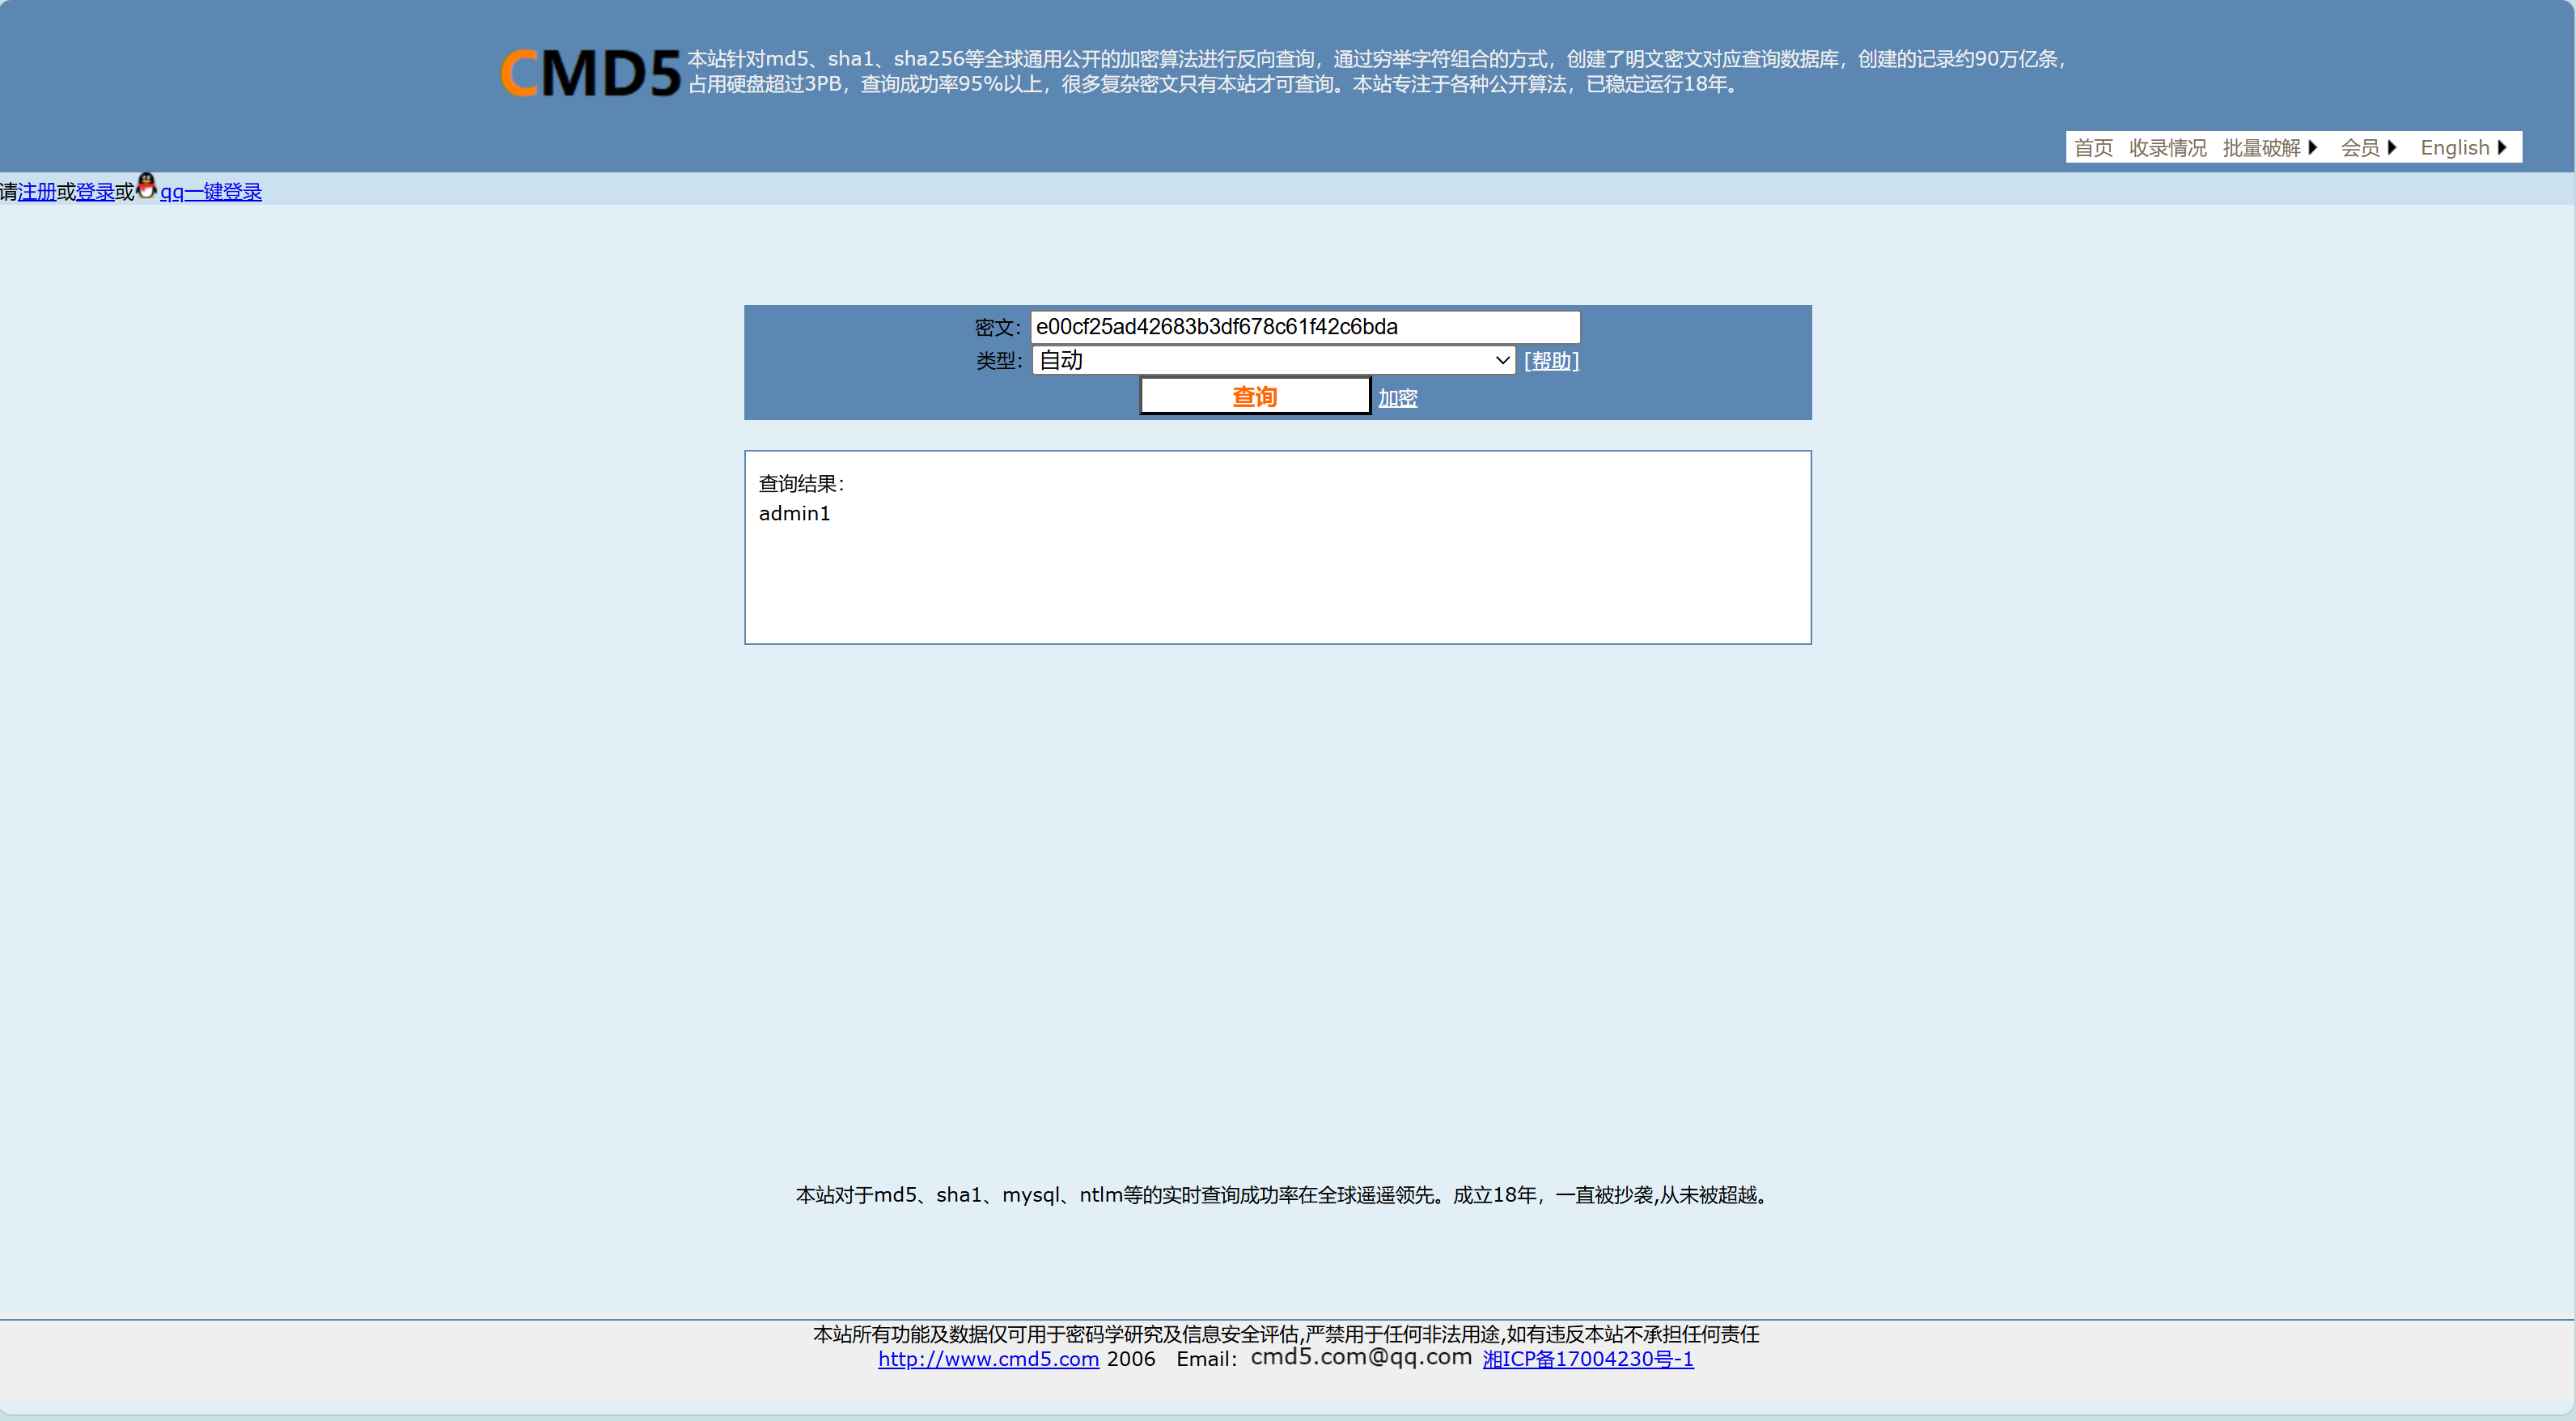 CMD5
本站针对md5、sha1、sha256等全球通用公开的加密算法进行反向查询，通过穷举字符组合的方式，创建了明文密文对应查询数据库，创建的记录约90万亿条，
占用硬盘超过3PB，查询成功率95%以上，很多复杂密文只有本站才可查询。本站专注于各种公开算法，已稳定运行18年。
首页 收录情况 批量破解 会员 English
请注册或登录或qq一键登录
密文： e00cf25ad42683b3df678c61f42c6bda
类型： 自动 [帮助]
查询 加密
查询结果：
admin1
本站对于md5、sha1、mysql、ntlm等的实时查询成功率在全球遥遥领先。成立18年，一直被抄袭,从未被超越。
本站所有功能及数据仅可用于密码学研究及信息安全评估,严禁用于任何非法用途,如有违反本站不承担任何责任
http://www.cmd5.com 2006 Email：cmd5.com@qq.com 湘ICP备17004230号-1